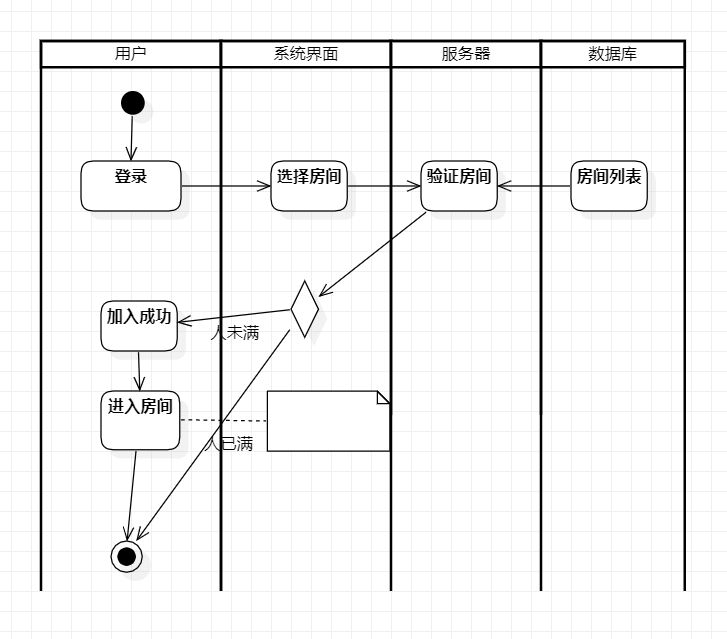 用户
系统界面
服务器
数据库
登录
选择房间
验证房间
房间列表
加入成功
人未满
进入房间
人已满